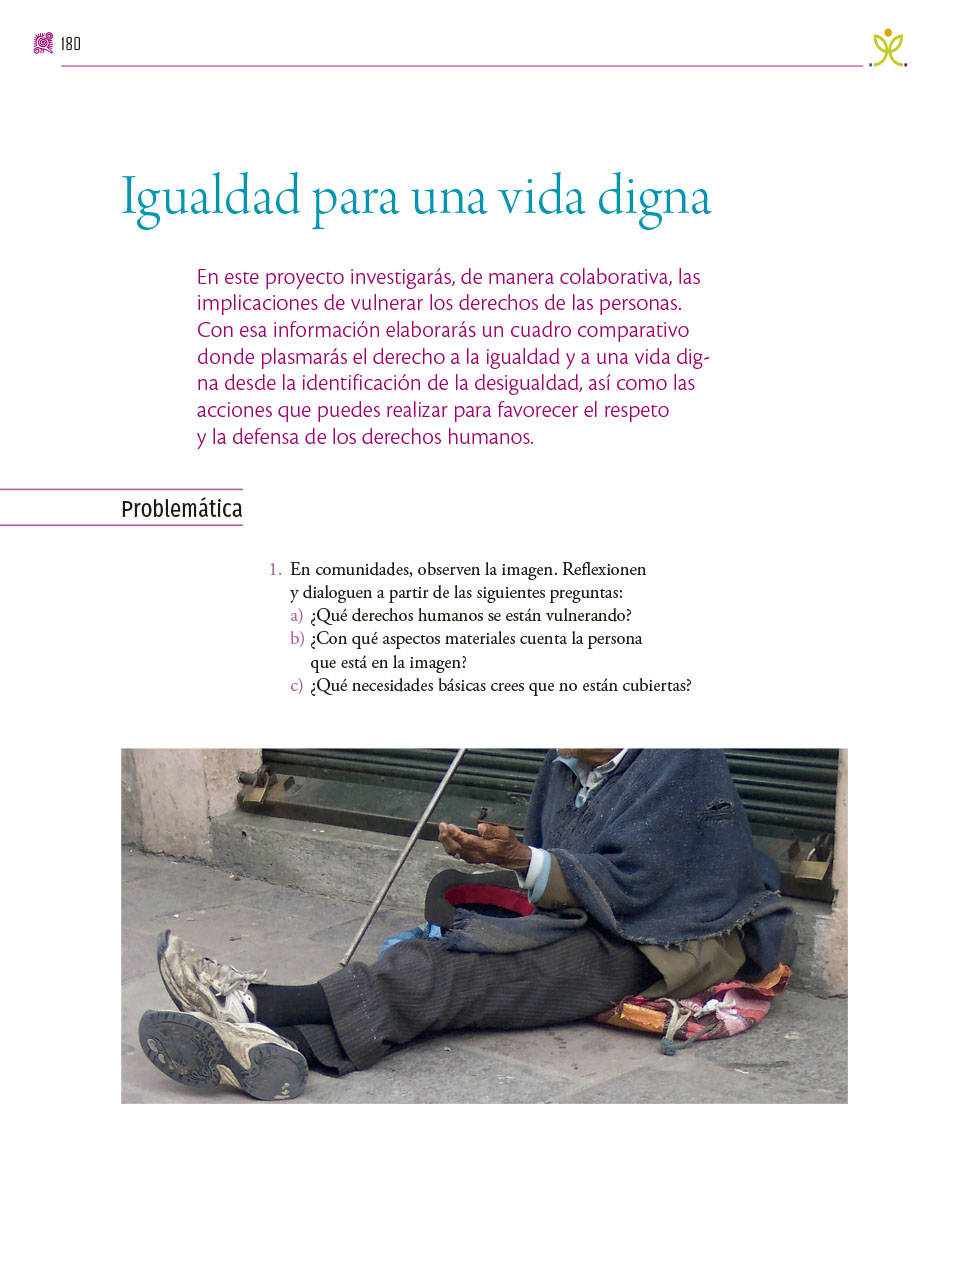 180
Igualdad para una vida digna
En este proyecto investigarás, de manera colaborativa, las
implicaciones de vulnerar los derechos de las personas.
Con esa información elaborarás un cuadro comparativo
donde plasmarás el derecho a la igualdad y a una vida dig-
na desde la identificación de la desigualdad, así como las
acciones que puedes realizar para favorecer el respeto
y la defensa de los derechos humanos.
Problemática
1. En comunidades, observen la imagen. Reflexionen
y dialoguen a partir de las siguientes preguntas:
a) ¿Qué derechos humanos se están vulnerando?
b) ¿Con qué aspectos materiales cuenta la persona
que está en la imagen?
c) ¿Qué necesidades básicas crees que no están cubiertas?